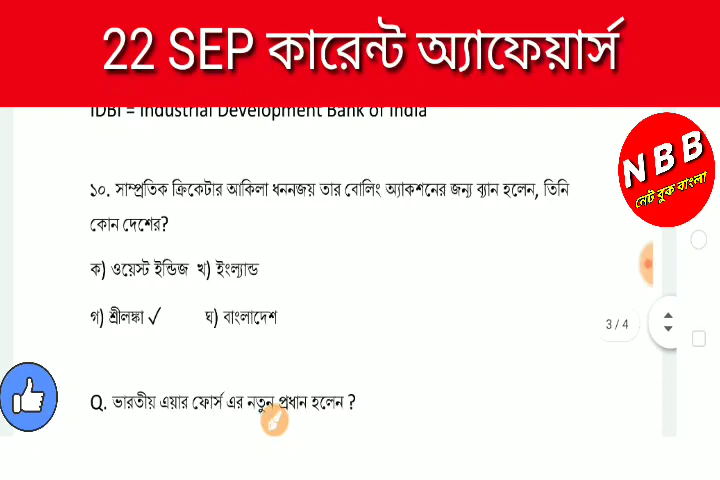 22 SEP কারেন্ট অ্যাফেয়ার্স
IDBI = Industrial Development Bank of India
NBB
নেট বুক বাংলা
১০. সাম্প্রতিক ক্রিকেটার আকিলা ধননজয় তার বোলিং অ্যাকশনের জন্য ব্যান হলেন, তিনি
কোন দেশের?
ক) ওয়েস্ট ইন্ডিজ খ) ইংল্যান্ড
গ) শ্রীলঙ্কা ✓ ঘ) বাংলাদেশ
3 / 4
Q. ভারতীয় এয়ার ফোর্স এর নতুন প্রধান হলেন ?